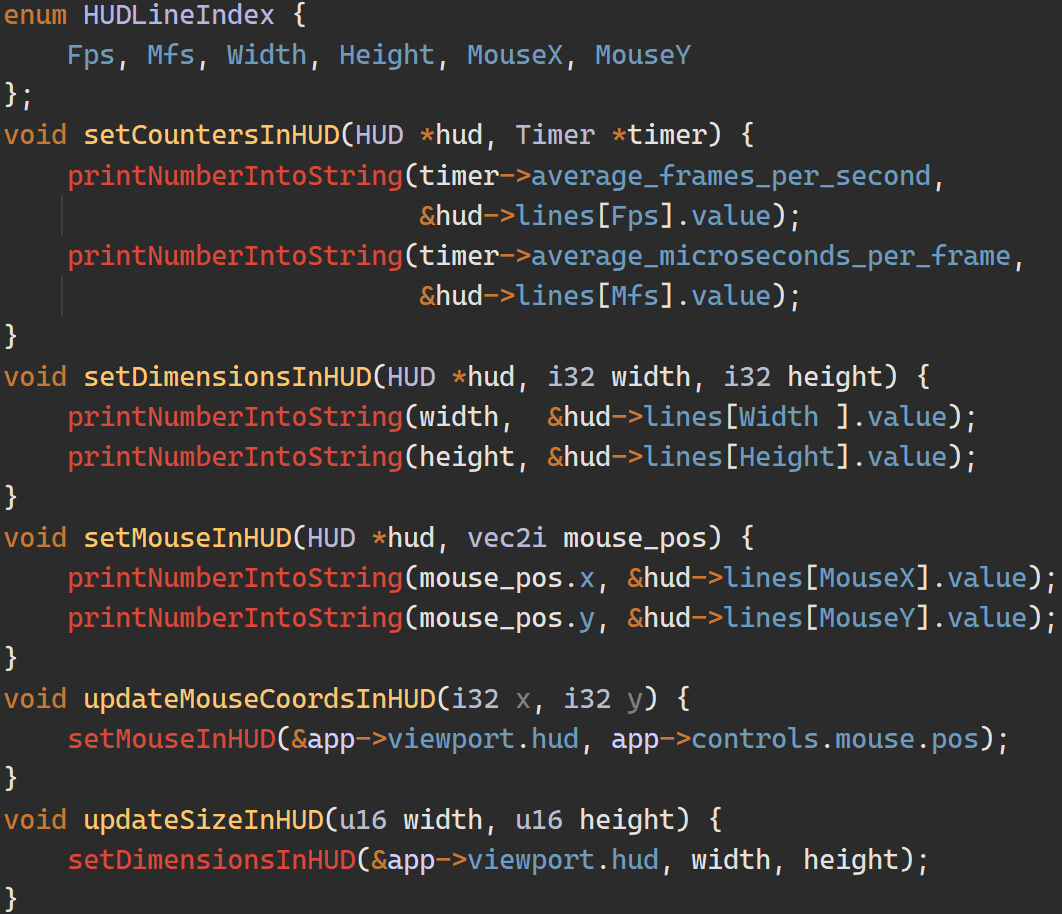 enum HUDLineIndex {
    Fps, Mfs, Width, Height, MouseX, MouseY
};
void setCountersInHUD(HUD *hud, Timer *timer) {
    printNumberIntoString(timer->average_frames_per_second,
                          &hud->lines[Fps].value);
    printNumberIntoString(timer->average_microseconds_per_frame,
                          &hud->lines[Mfs].value);
}
void setDimensionsInHUD(HUD *hud, i32 width, i32 height) {
    printNumberIntoString(width,  &hud->lines[Width ].value);
    printNumberIntoString(height, &hud->lines[Height].value);
}
void setMouseInHUD(HUD *hud, vec2i mouse_pos) {
    printNumberIntoString(mouse_pos.x, &hud->lines[MouseX].value);
    printNumberIntoString(mouse_pos.y, &hud->lines[MouseY].value);
}
void updateMouseCoordsInHUD(i32 x, i32 y) {
    setMouseInHUD(&app->viewport.hud, app->controls.mouse.pos);
}
void updateSizeInHUD(u16 width, u16 height) {
    setDimensionsInHUD(&app->viewport.hud, width, height);
}